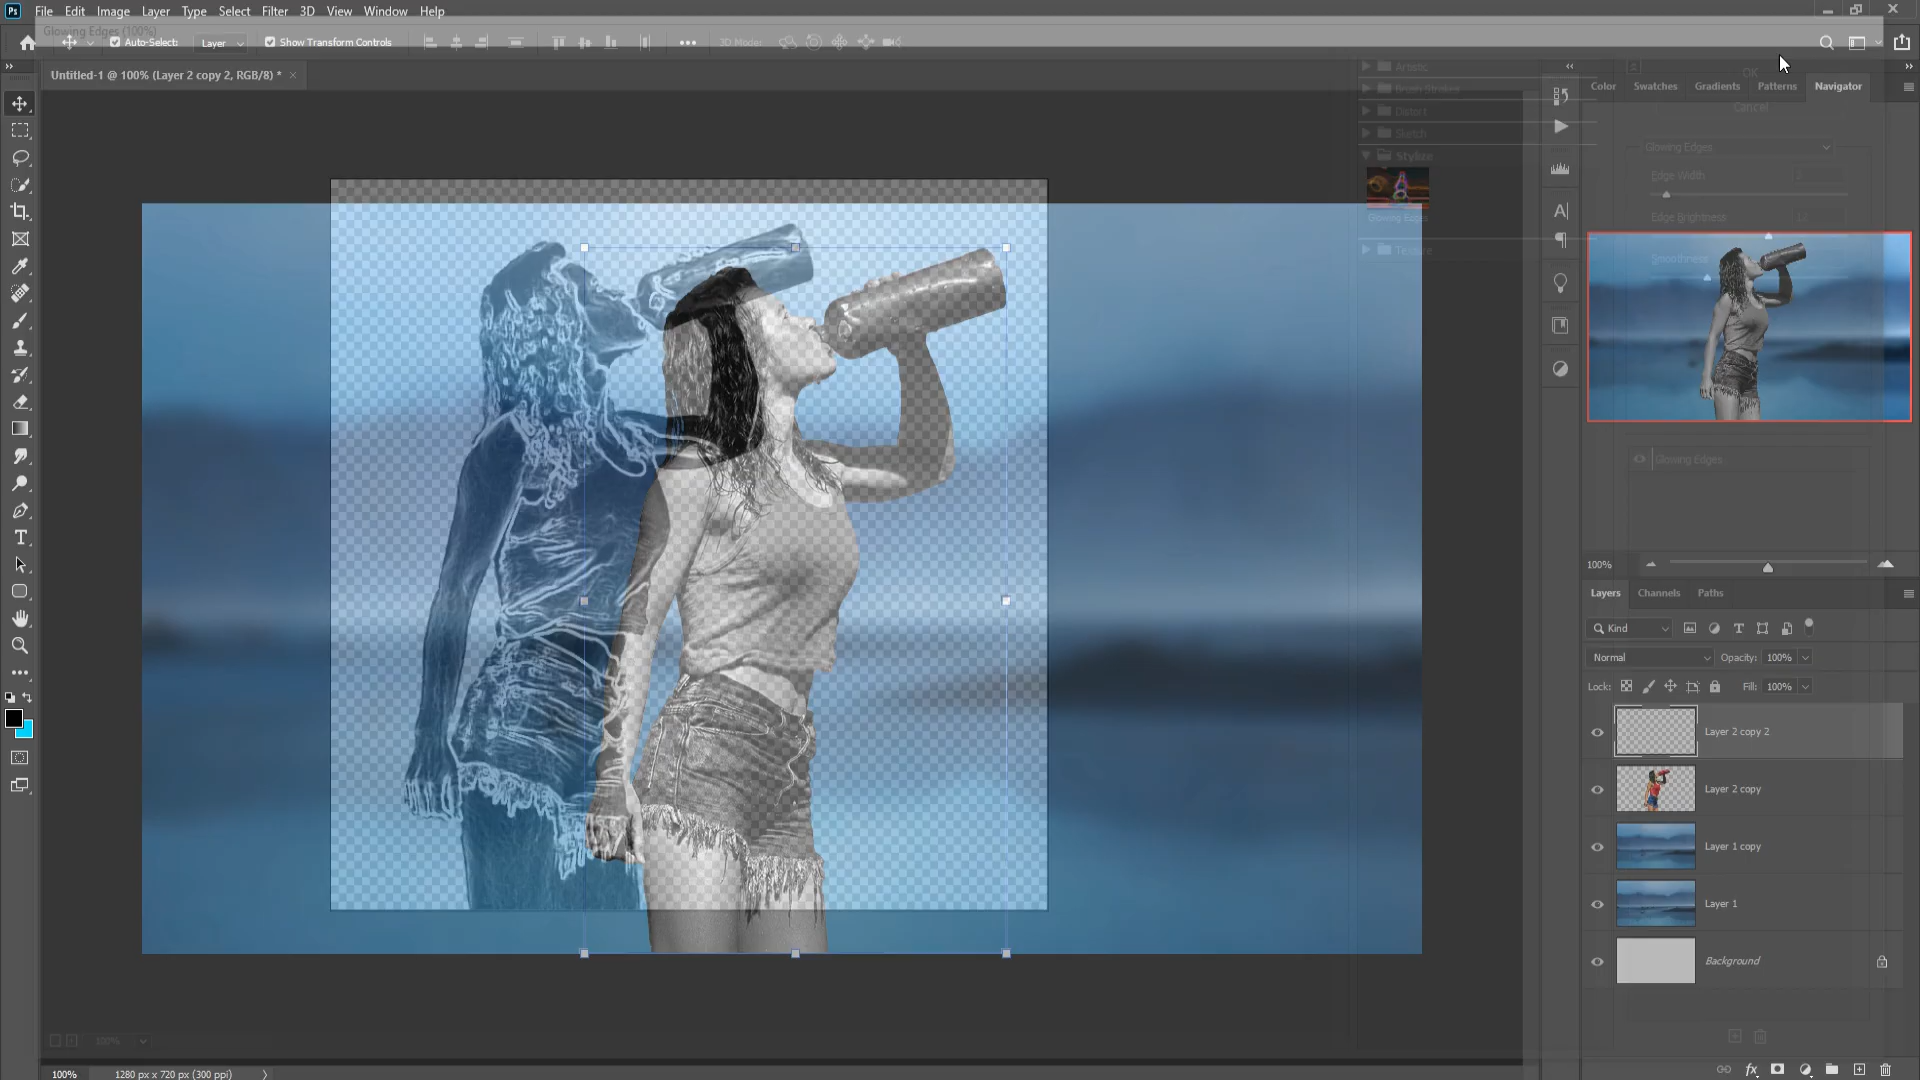 Ps File Edit Image Layer Type Select Filter 3D View Window Help
Glowing Edges (100%)
Auto-Select: Layer Show Transform Controls 3D Mode:
Untitled-1 @ 100% (Layer 2 copy 2, RGB/8) *
Artistic
Brush Strokes
Distort
Sketch
Stylize
Glowing Edges
Texture
OK
Cancel
Color Swatches Gradients Patterns Navigator
Glowing Edges
Edge Width
Edge Brightness
Smoothness
Glowing Edges
100%
Layers Channels Paths
Kind
Normal Opacity: 100%
Lock: Fill: 100%
Layer 2 copy 2
Layer 2 copy
Layer 1 copy
Layer 1
Background
100%
100% 1280 px x 720 px (300 ppi)